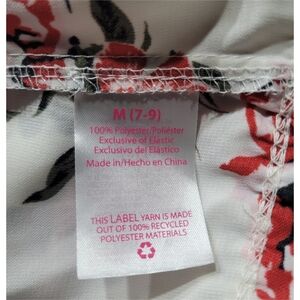 M (7-9)
100% Polyester/Poliéster
Exclusive of Elastic
Exclusivo del Elástico
Made in/Hecho en China
THIS LABEL YARN IS MADE
OUT OF 100% RECYCLED
POLYESTER MATERIALS